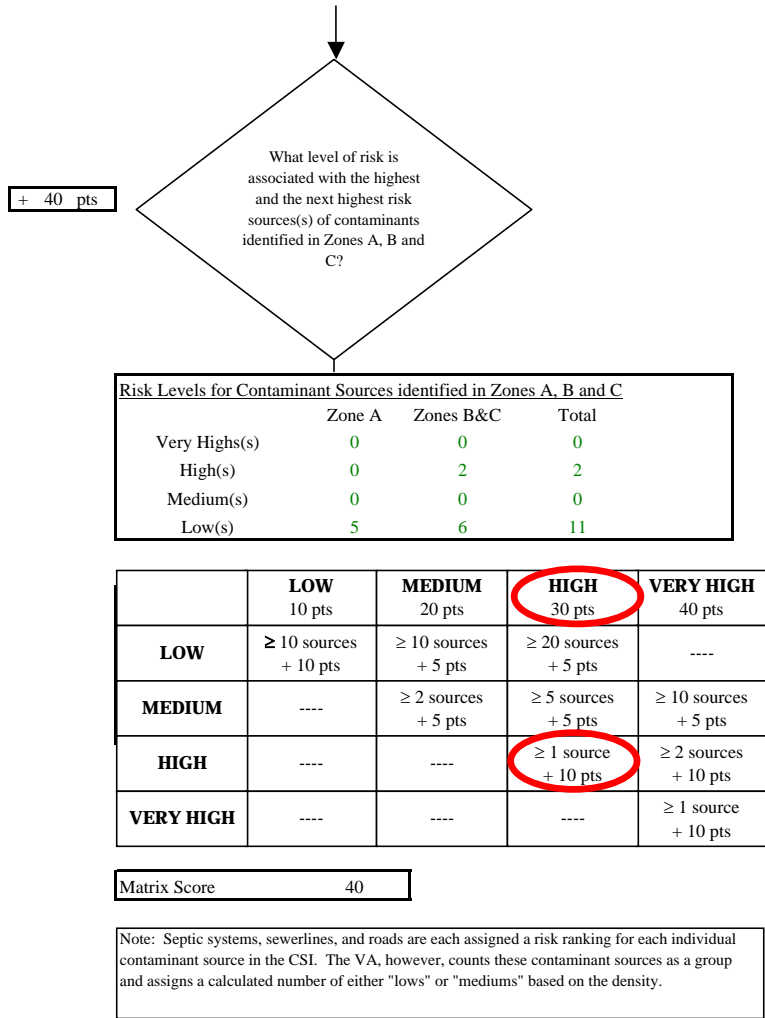 What level of risk is
associated with the highest
and the next highest risk
sources(s) of contaminants
identified in Zones A, B and
C?
+ 40 pts
Risk Levels for Contaminant Sources identified in Zones A, B and C
Zone A Zones B&C Total
Very Highs(s) 0 0 0
High(s) 0 2 2
Medium(s) 0 0 0
Low(s) 5 6 11
LOW MEDIUM HIGH VERY HIGH
10 pts 20 pts 30 pts 40 pts
LOW ≥ 10 sources ≥ 10 sources ≥ 20 sources ----
+ 10 pts + 5 pts + 5 pts
MEDIUM ---- ≥ 2 sources ≥ 5 sources ≥ 10 sources
+ 5 pts + 5 pts + 5 pts
HIGH ---- ---- ≥ 1 source ≥ 2 sources
+ 10 pts + 10 pts
VERY HIGH ---- ---- ---- ≥ 1 source
+ 10 pts
Matrix Score 40
Note: Septic systems, sewerlines, and roads are each assigned a risk ranking for each individual
contaminant source in the CSI. The VA, however, counts these contaminant sources as a group
and assigns a calculated number of either "lows" or "mediums" based on the density.